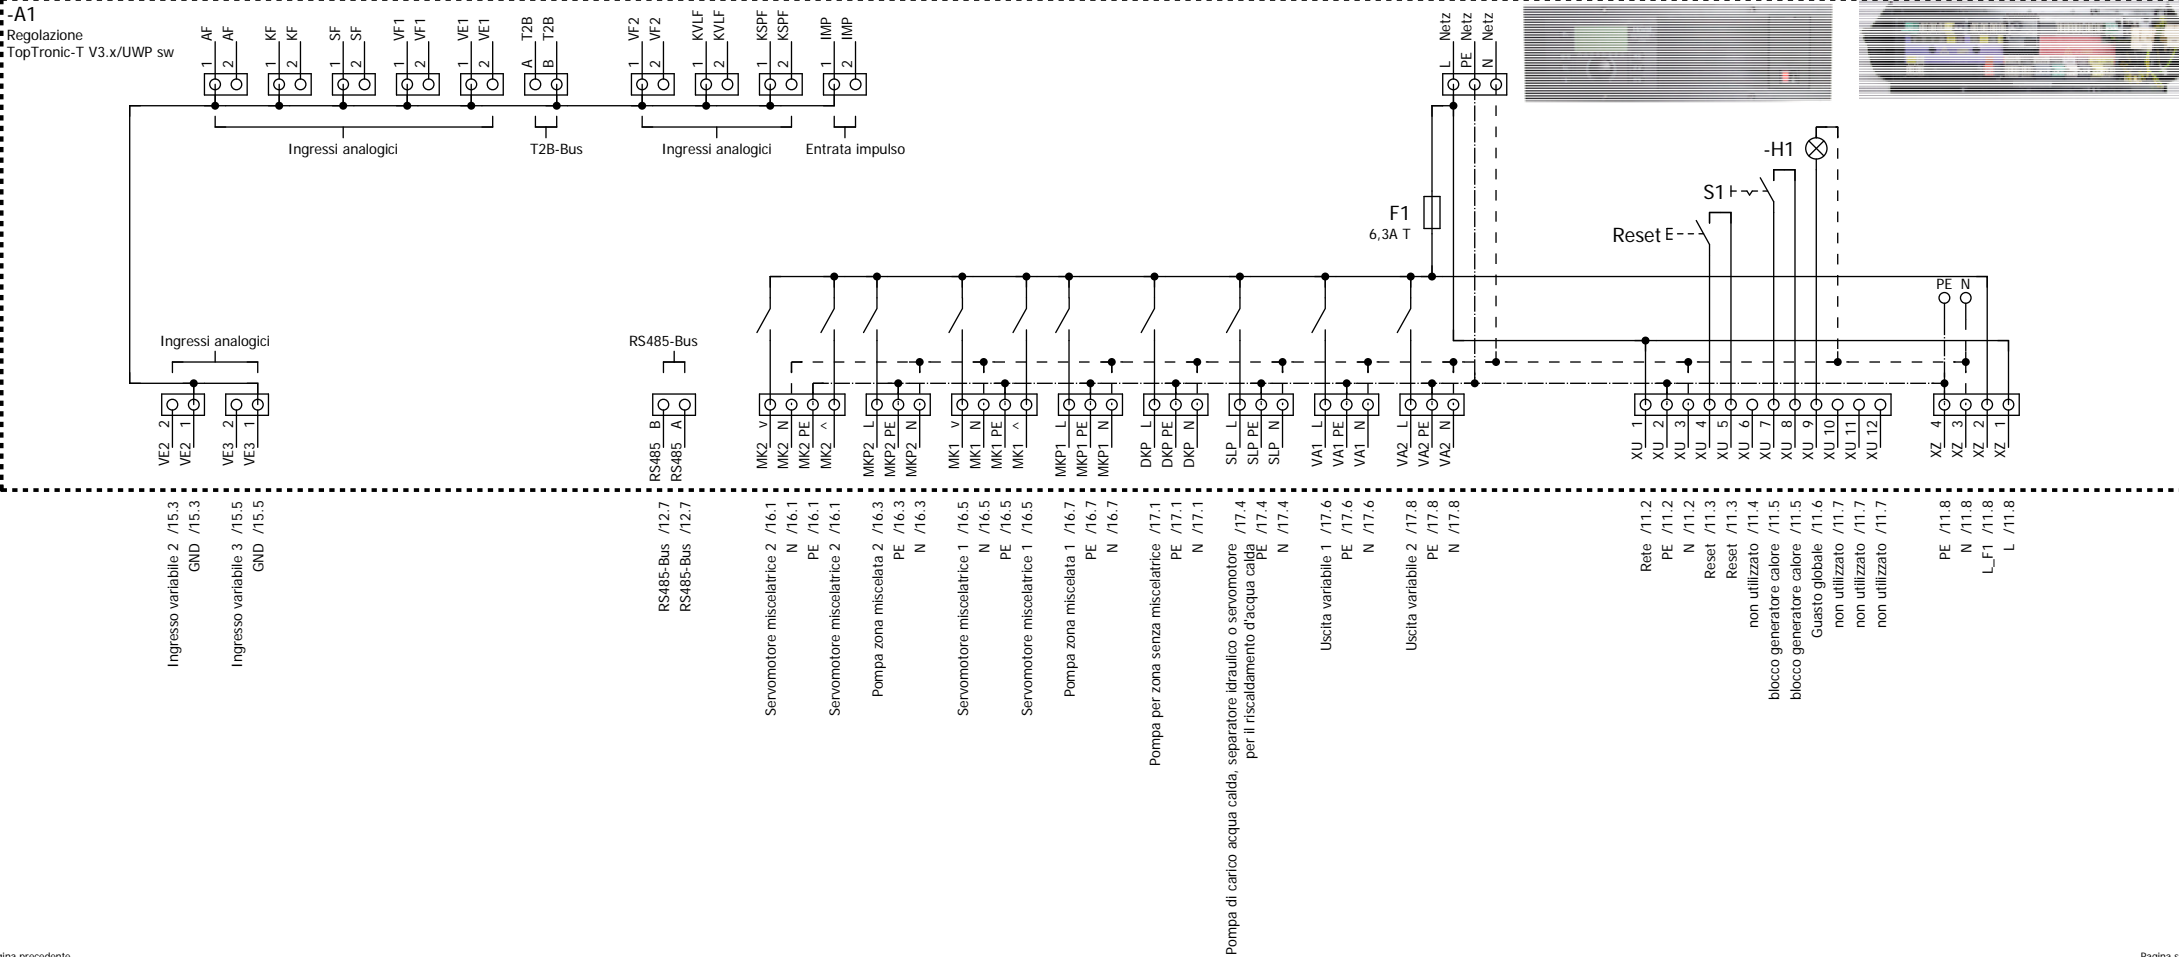 -A1
Regolazione
TopTronic-T V3.x/UWP sw
1 AF
2 AF
1 KF
2 KF
1 SF
2 SF
1 VF1
2 VF1
1 VE1
2 VE1
A T2B
B T2B
1 VF2
2 VF2
1 KVLF
2 KVLF
1 KSPF
2 KSPF
1 IMP
2 IMP
L Netz
PE Netz
N Netz
Ingressi analogici
T2B-Bus
Ingressi analogici
Entrata impulso
-H1
S1
F1
6,3A T
Reset
PE
N
Ingressi analogici
RS485-Bus
VE2 2
VE2 1
VE3 2
VE3 1
RS485 B
RS485 A
MK2 v
MK2 N
MK2 PE
MK2 ^
MKP2 L
MKP2 PE
MKP2 N
MK1 v
MK1 N
MK1 PE
MK1 ^
MKP1 L
MKP1 PE
MKP1 N
DKP L
DKP PE
DKP N
SLP L
SLP PE
SLP N
VA1 L
VA1 PE
VA1 N
VA2 L
VA2 PE
VA2 N
XU 1
XU 2
XU 3
XU 4
XU 5
XU 6
XU 7
XU 8
XU 9
XU 10
XU 11
XU 12
XZ 4
XZ 3
XZ 2
XZ 1
Ingresso variabile 2 /15.3
GND /15.3
Ingresso variabile 3 /15.5
GND /15.5
RS485-Bus /12.7
RS485-Bus /12.7
Servomotore miscelatrice 2 /16.1
N /16.1
PE /16.1
Servomotore miscelatrice 2 /16.1
Pompa zona miscelata 2 /16.3
PE /16.3
N /16.3
Servomotore miscelatrice 1 /16.5
N /16.5
PE /16.5
Servomotore miscelatrice 1 /16.5
Pompa zona miscelata 1 /16.7
PE /16.7
N /16.7
Pompa per zona senza miscelatrice /17.1
PE /17.1
N /17.1
Pompa di carico acqua calda, separatore idraulico o servomotore /17.4
per il riscaldamento d'acqua calda
PE /17.4
N /17.4
Uscita variabile 1 /17.6
PE /17.6
N /17.6
Uscita variabile 2 /17.8
PE /17.8
N /17.8
Rete /11.2
PE /11.2
N /11.2
Reset /11.3
Reset /11.3
non utilizzato /11.4
blocco generatore calore /11.5
blocco generatore calore /11.5
Guasto globale /11.6
non utilizzato /11.7
non utilizzato /11.7
non utilizzato /11.7
PE /11.8
N /11.8
L_F1 /11.8
L /11.8